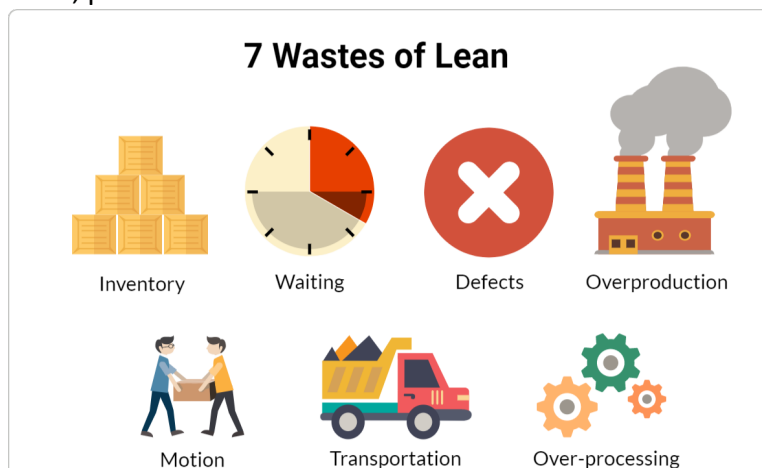 7 Wastes of Lean
Inventory
Waiting
Defects
Overproduction
Motion
Transportation
Over-processing